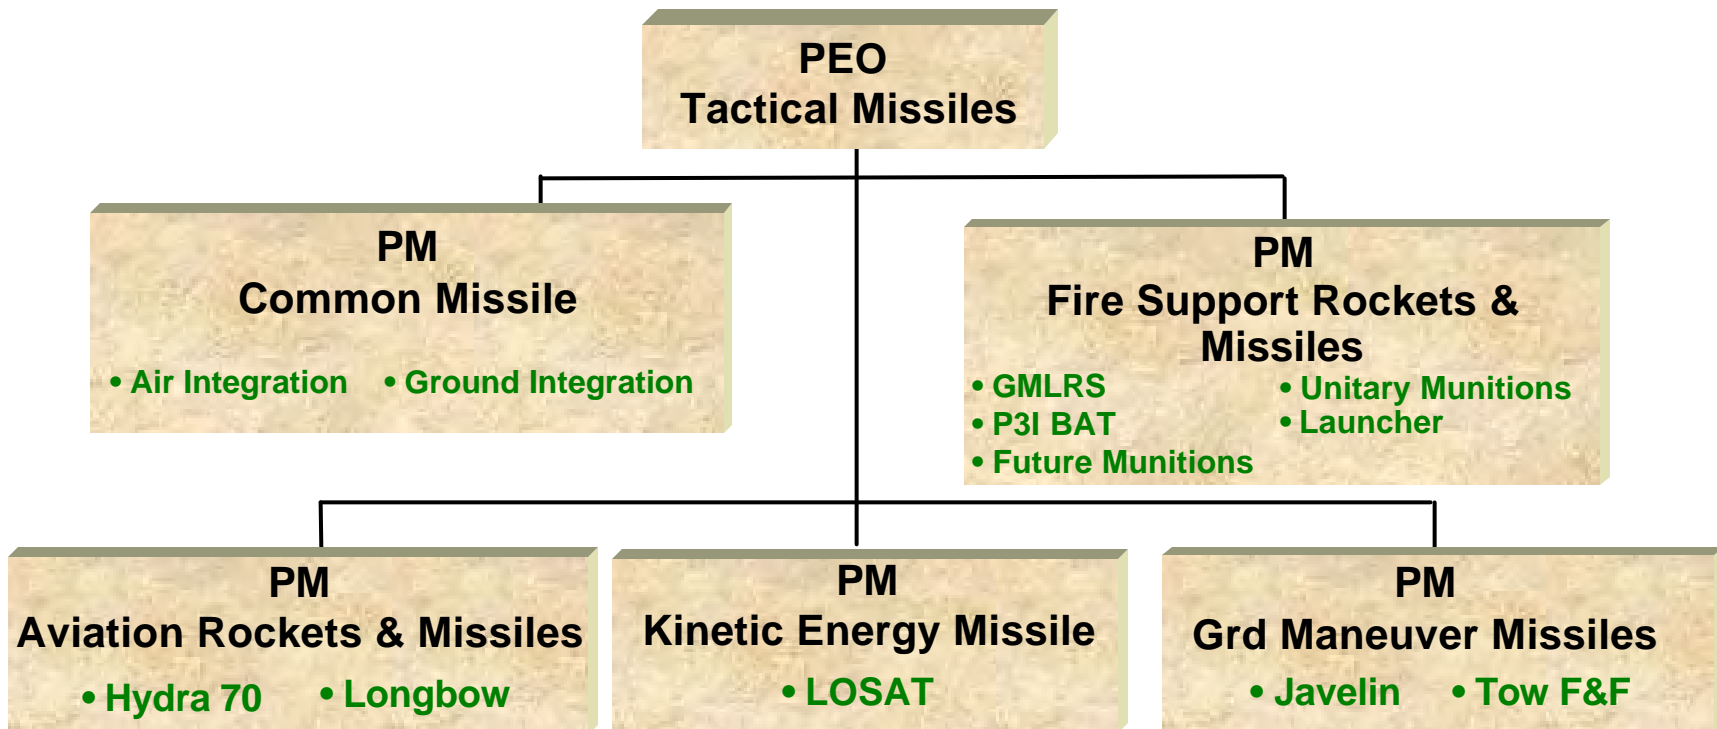 PEO
Tactical Missiles
PM
Common Missile
• Air Integration • Ground Integration
PM
Fire Support Rockets &
Missiles
• GMLRS • Unitary Munitions
• P3I BAT • Launcher
• Future Munitions
PM
Aviation Rockets & Missiles
• Hydra 70 • Longbow
PM
Kinetic Energy Missile
• LOSAT
PM
Grd Maneuver Missiles
• Javelin • Tow F&F